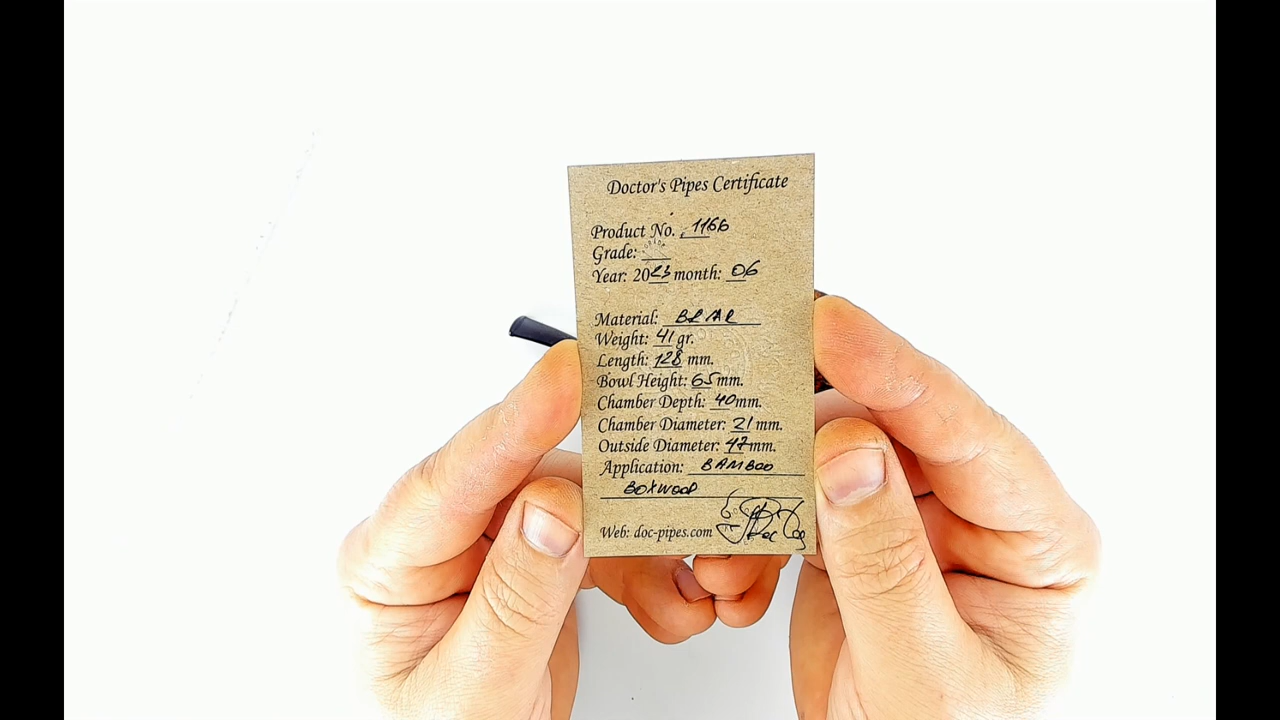 Doctor's Pipes Certificate
Product No. 1166
Grade:
Year: 2023 month: 06
Material: BRIAR
Weight: 41 gr.
Length: 128 mm.
Bowl Height: 65 mm.
Chamber Depth: 40 mm.
Chamber Diameter: 21 mm.
Outside Diameter: 47 mm.
Application: BAMBOO
BOXWOOD
Web: doc-pipes.com